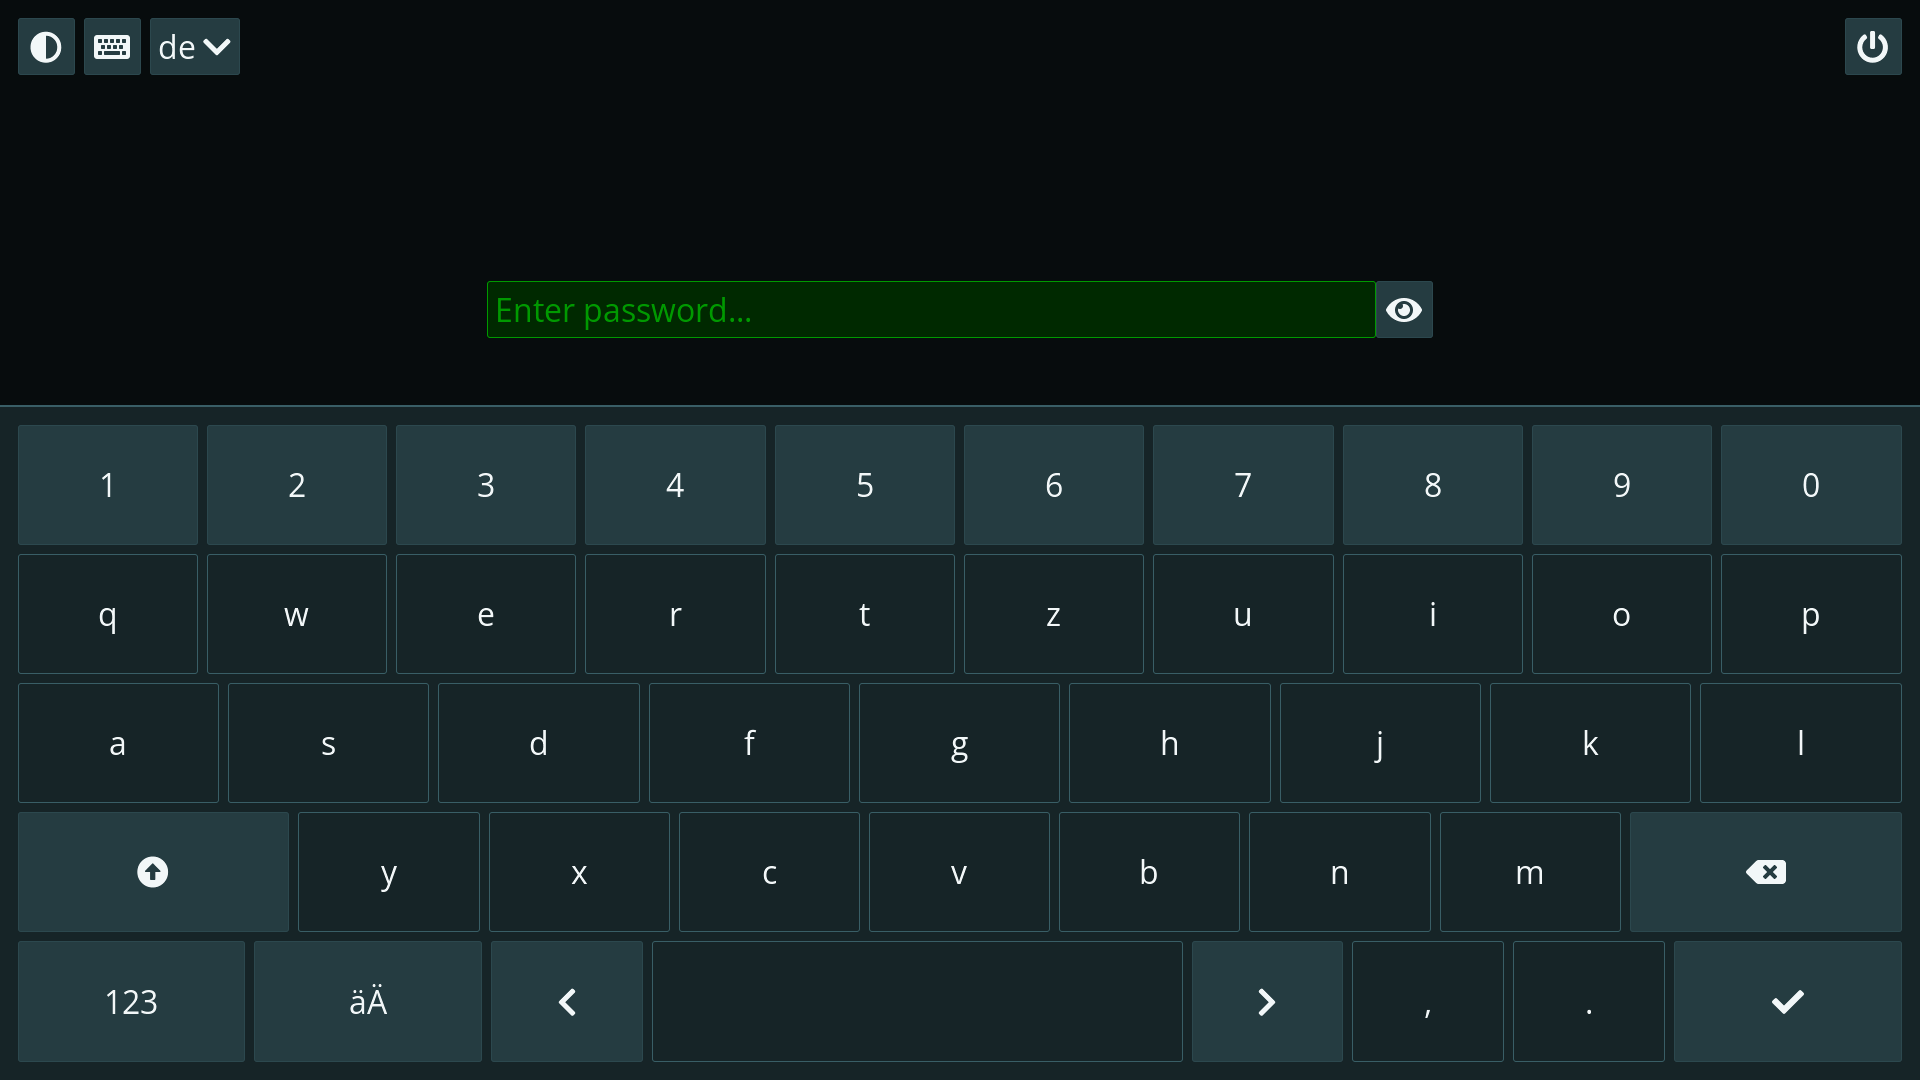 de
Enter password...
1 2 3 4 5 6 7 8 9 0
q w e r t z u i o p
a s d f g h j k l
y x c v b n m
123 äÄ , .